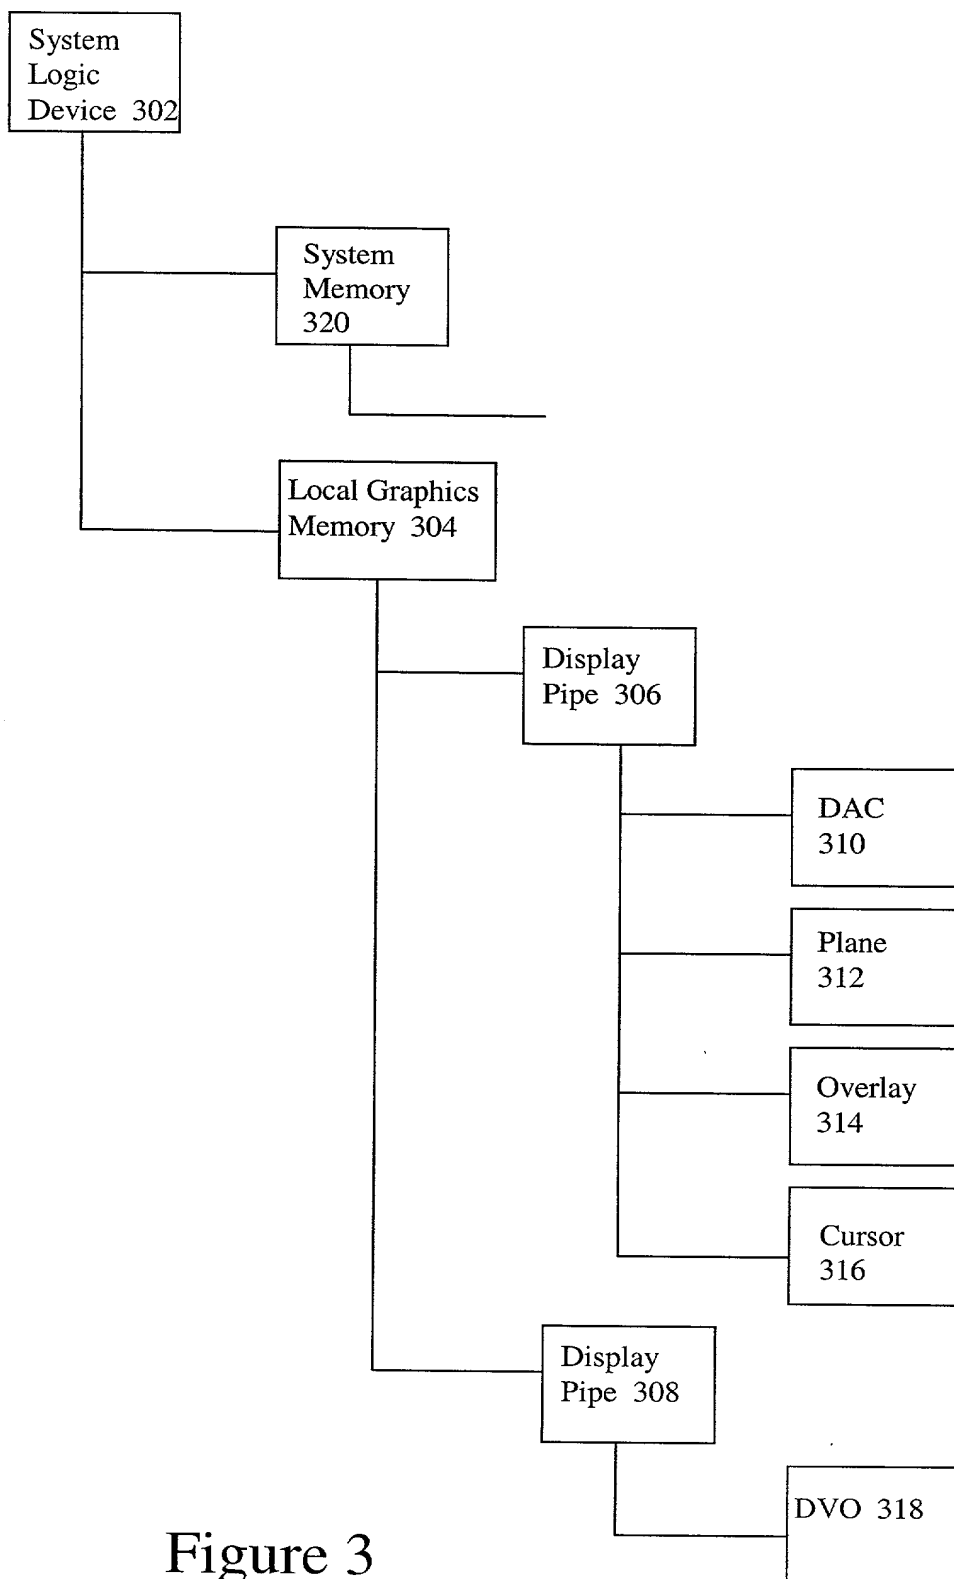 System
Logic
Device 302
System
Memory
320
Local Graphics
Memory 304
Display
Pipe 306
DAC
310
Plane
312
Overlay
314
Cursor
316
Display
Pipe 308
DVO 318
Figure 3